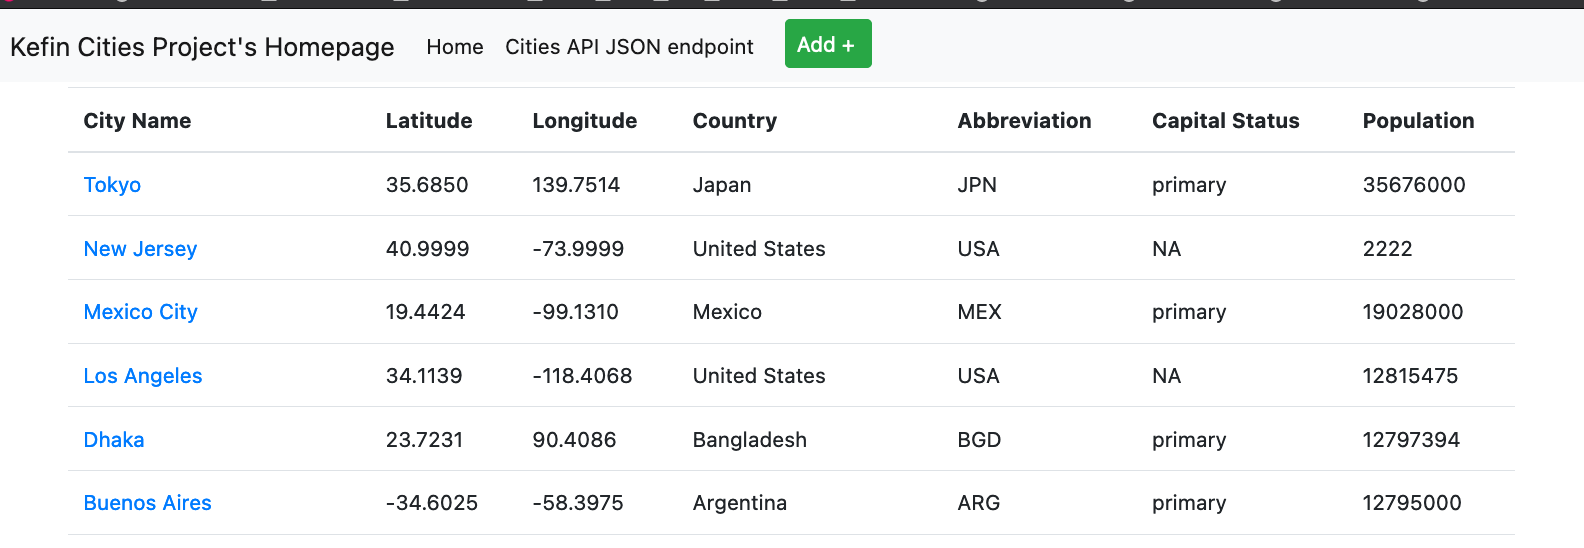 Kefin Cities Project's Homepage Home Cities API JSON endpoint Add +
City Name Latitude Longitude Country Abbreviation Capital Status Population
Tokyo 35.6850 139.7514 Japan JPN primary 35676000
New Jersey 40.9999 -73.9999 United States USA NA 2222
Mexico City 19.4424 -99.1310 Mexico MEX primary 19028000
Los Angeles 34.1139 -118.4068 United States USA NA 12815475
Dhaka 23.7231 90.4086 Bangladesh BGD primary 12797394
Buenos Aires -34.6025 -58.3975 Argentina ARG primary 12795000